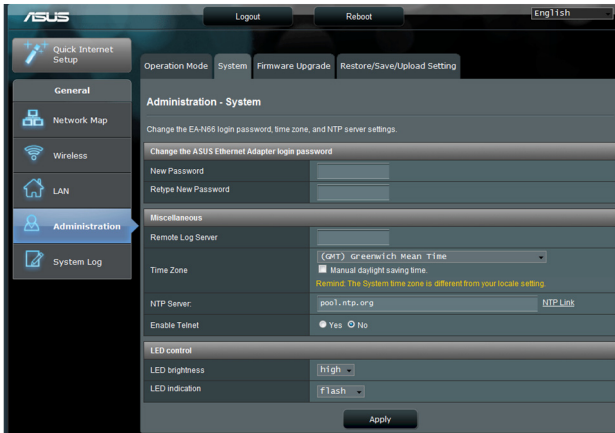 ASUS
Logout
Reboot
English
Quick Internet
Setup
General
Network Map
Wireless
LAN
Administration
System Log
Operation Mode
System
Firmware Upgrade
Restore/Save/Upload Setting
Administration - System
Change the EA-N66 login password, time zone, and NTP server settings.
Change the ASUS Ethernet Adapter login password
New Password
Retype New Password
Miscellaneous
Remote Log Server
Time Zone
(GMT) Greenwich Mean Time
Manual daylight saving time.
Remind: The System time zone is different from your locale setting.
NTP Server:
pool.ntp.org
NTP Link
Enable Telnet
Yes
No
LED control
LED brightness
high
LED indication
flash
Apply